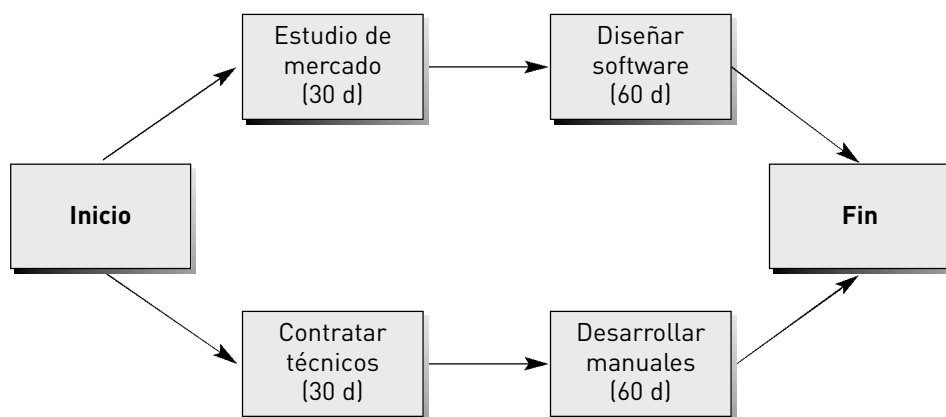 Estudio de
mercado
(30 d)
Diseñar
software
(60 d)
Inicio
Fin
Contratar
técnicos
(30 d)
Desarrollar
manuales
(60 d)